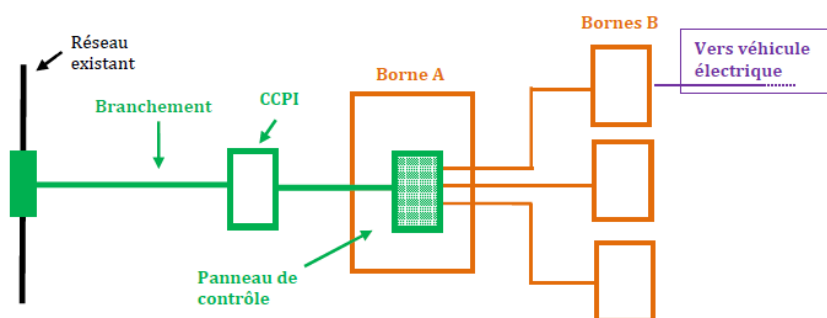 Réseau
existant
Branchement
CCPI
Borne A
Bornes B
Vers véhicule
électrique
Panneau de
contrôle